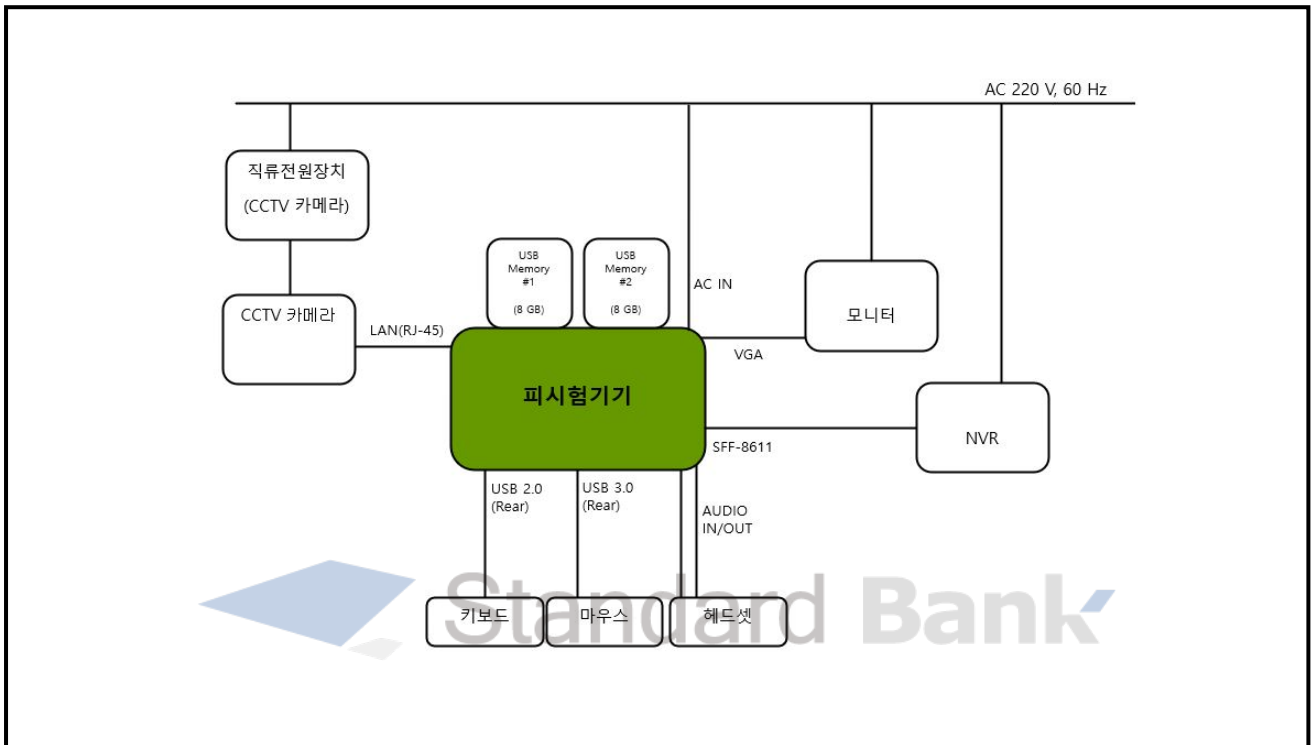 AC 220 V, 60 Hz
직류전원장치
(CCTV 카메라)
USB
Memory
#1
(8 GB)
USB
Memory
#2
(8 GB)
AC IN
CCTV 카메라
LAN(RJ-45)
모니터
VGA
피시험기기
NVR
SFF-8611
USB 2.0
(Rear)
USB 3.0
(Rear)
AUDIO
IN/OUT
키보드
마우스
헤드셋
Standard Bank